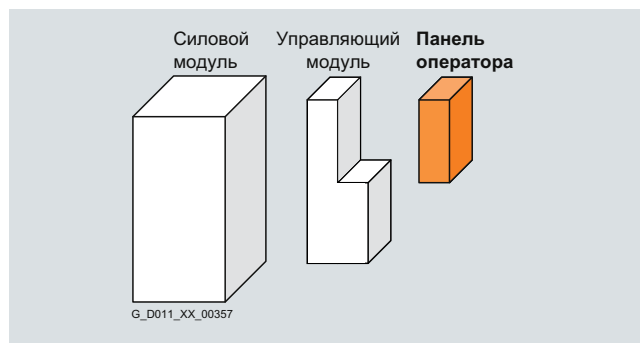 Силовой
модуль
Управляющий
модуль
Панель
оператора
G_D011_XX_00357